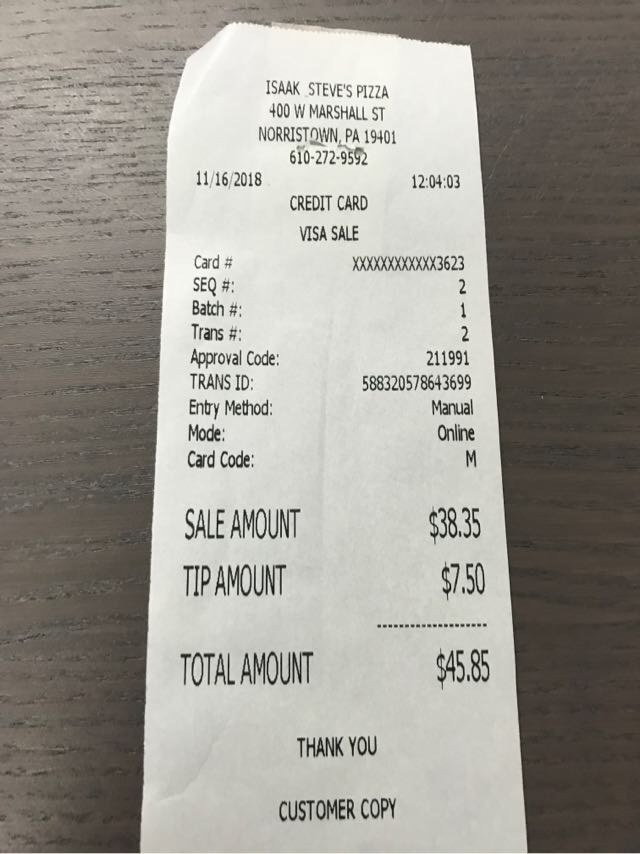 ISAAK STEVE'S PIZZA
400 W MARSHALL ST
NORRISTOWN, PA 19401
610-272-9592
11/16/2018 12:04:03
CREDIT CARD
VISA SALE
Card # XXXXXXXXXXXX3623
SEQ #: 2
Batch #: 1
Trans #: 2
Approval Code: 211991
TRANS ID: 588320578643699
Entry Method: Manual
Mode: Online
Card Code: M
SALE AMOUNT $38.35
TIP AMOUNT $7.50
--------------------
TOTAL AMOUNT $45.85
THANK YOU
CUSTOMER COPY